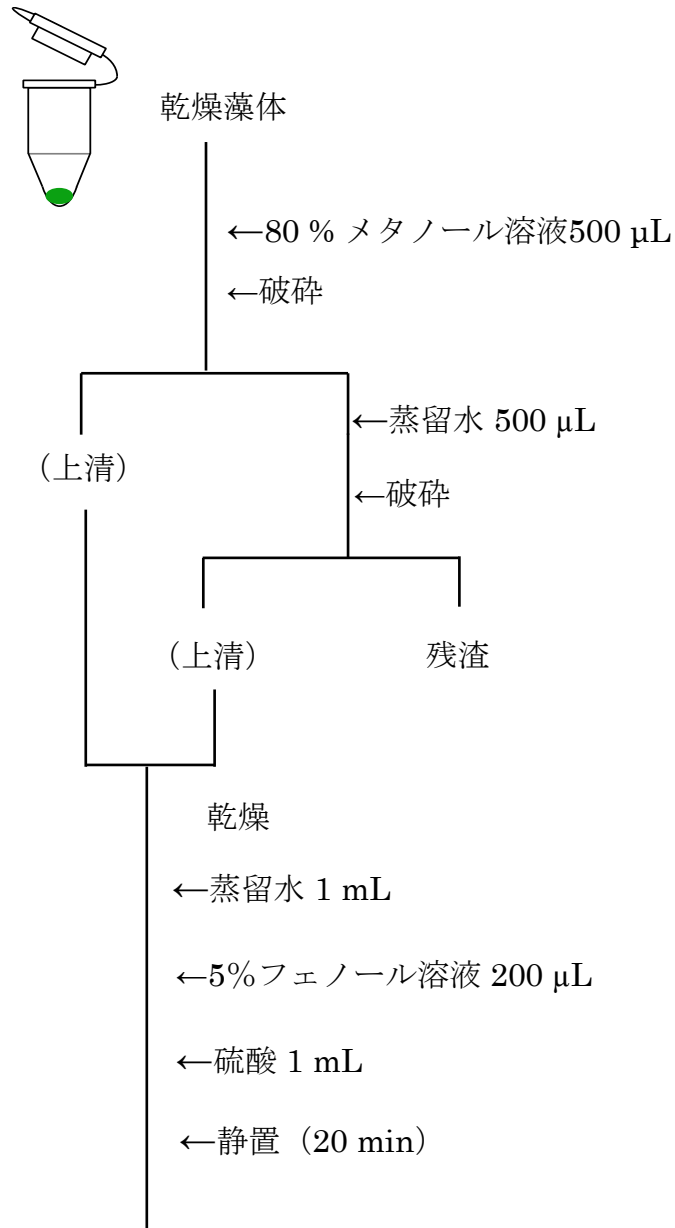 乾燥藻体
←80 % メタノール溶液500 µL
←破砕
←蒸留水 500 µL
(上清)
←破砕
(上清)
残渣
乾燥
←蒸留水 1 mL
←5%フェノール溶液 200 µL
←硫酸 1 mL
←静置（20 min）